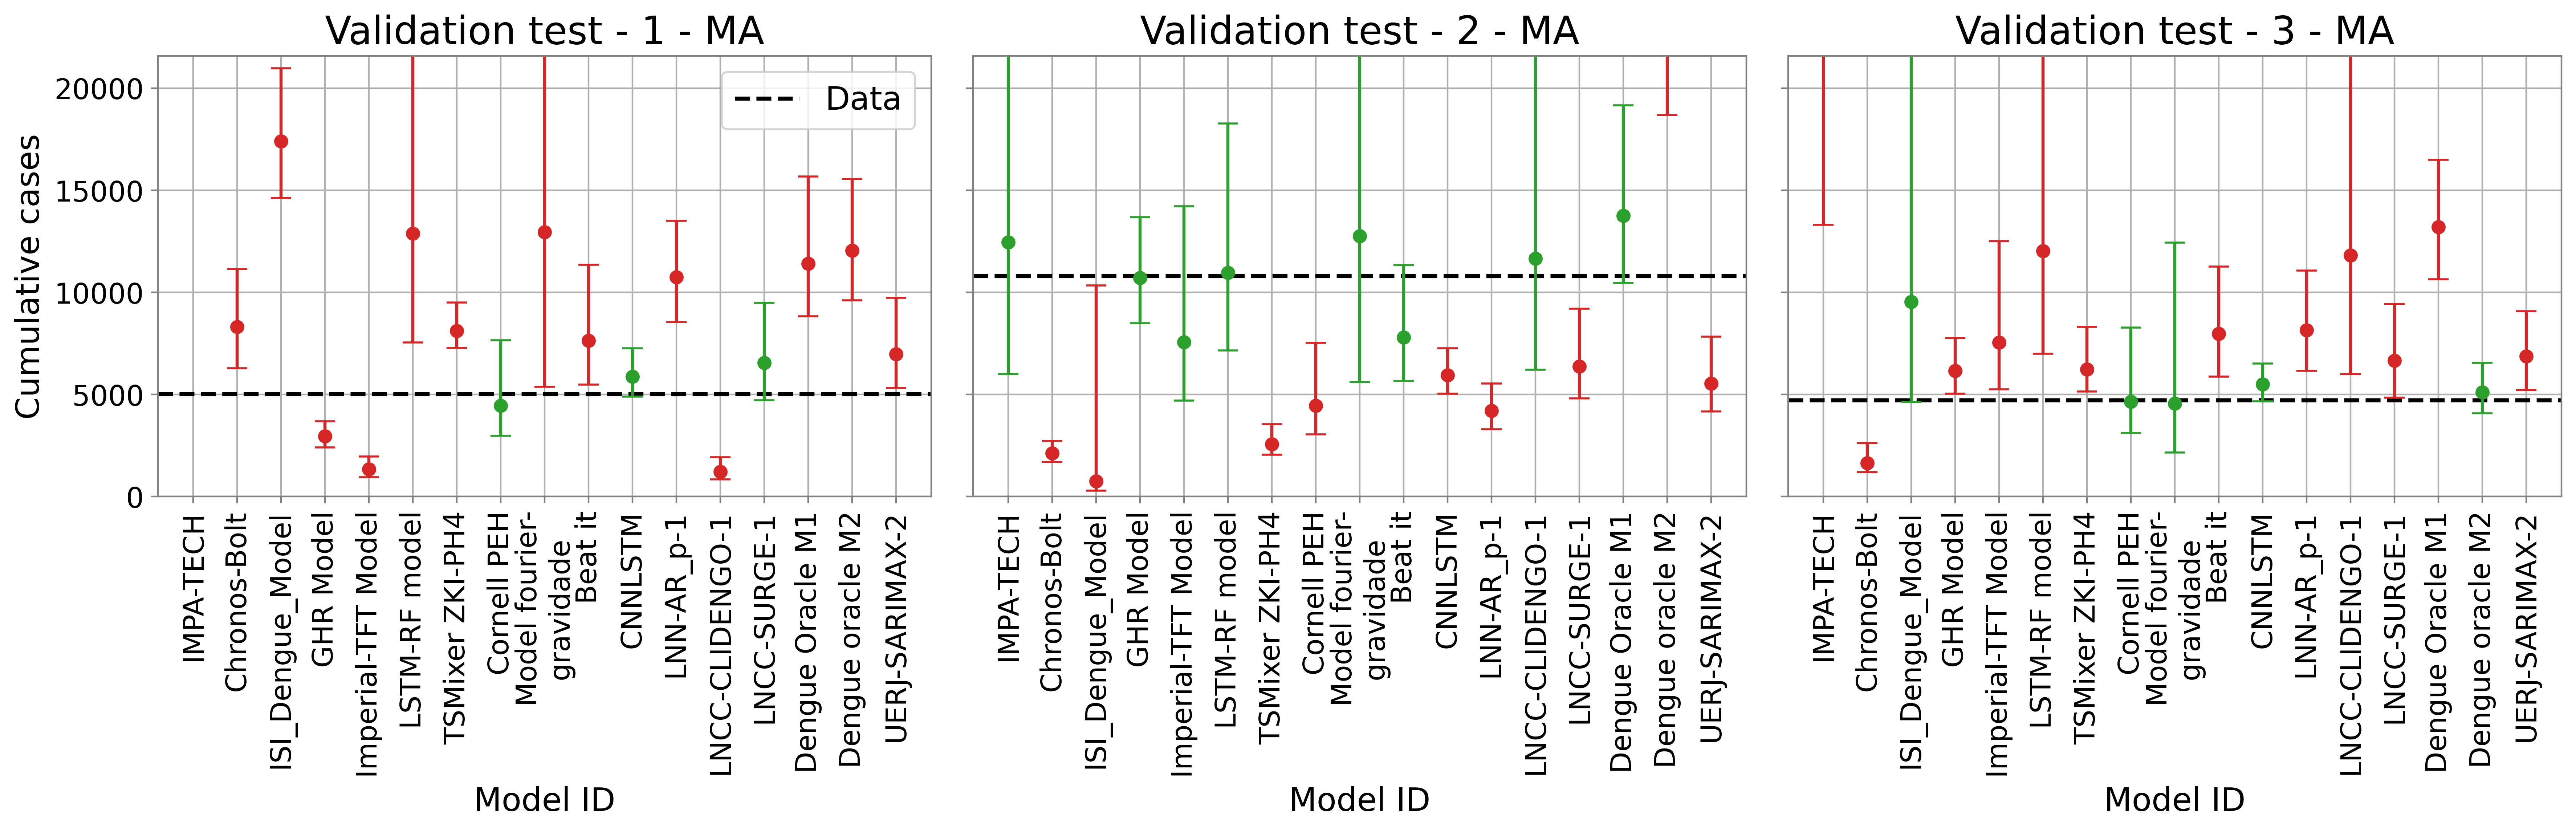 Validation test - 1 - MA
Validation test - 2 - MA
Validation test - 3 - MA
Cumulative cases
20000
15000
10000
5000
0
Data
IMPA-TECH
Chronos-Bolt
ISI_Dengue_Model
GHR Model
Imperial-TFT Model
LSTM-RF model
TSMixer ZKI-PH4
Cornell PEH
Model fourier-
gravidade
Beat it
CNNLSTM
LNN-AR_p-1
LNCC-CLIDENGO-1
LNCC-SURGE-1
Dengue Oracle M1
Dengue oracle M2
UERJ-SARIMAX-2
Model ID
IMPA-TECH
Chronos-Bolt
ISI_Dengue_Model
GHR Model
Imperial-TFT Model
LSTM-RF model
TSMixer ZKI-PH4
Cornell PEH
Model fourier-
gravidade
Beat it
CNNLSTM
LNN-AR_p-1
LNCC-CLIDENGO-1
LNCC-SURGE-1
Dengue Oracle M1
Dengue oracle M2
UERJ-SARIMAX-2
Model ID
IMPA-TECH
Chronos-Bolt
ISI_Dengue_Model
GHR Model
Imperial-TFT Model
LSTM-RF model
TSMixer ZKI-PH4
Cornell PEH
Model fourier-
gravidade
Beat it
CNNLSTM
LNN-AR_p-1
LNCC-CLIDENGO-1
LNCC-SURGE-1
Dengue Oracle M1
Dengue oracle M2
UERJ-SARIMAX-2
Model ID